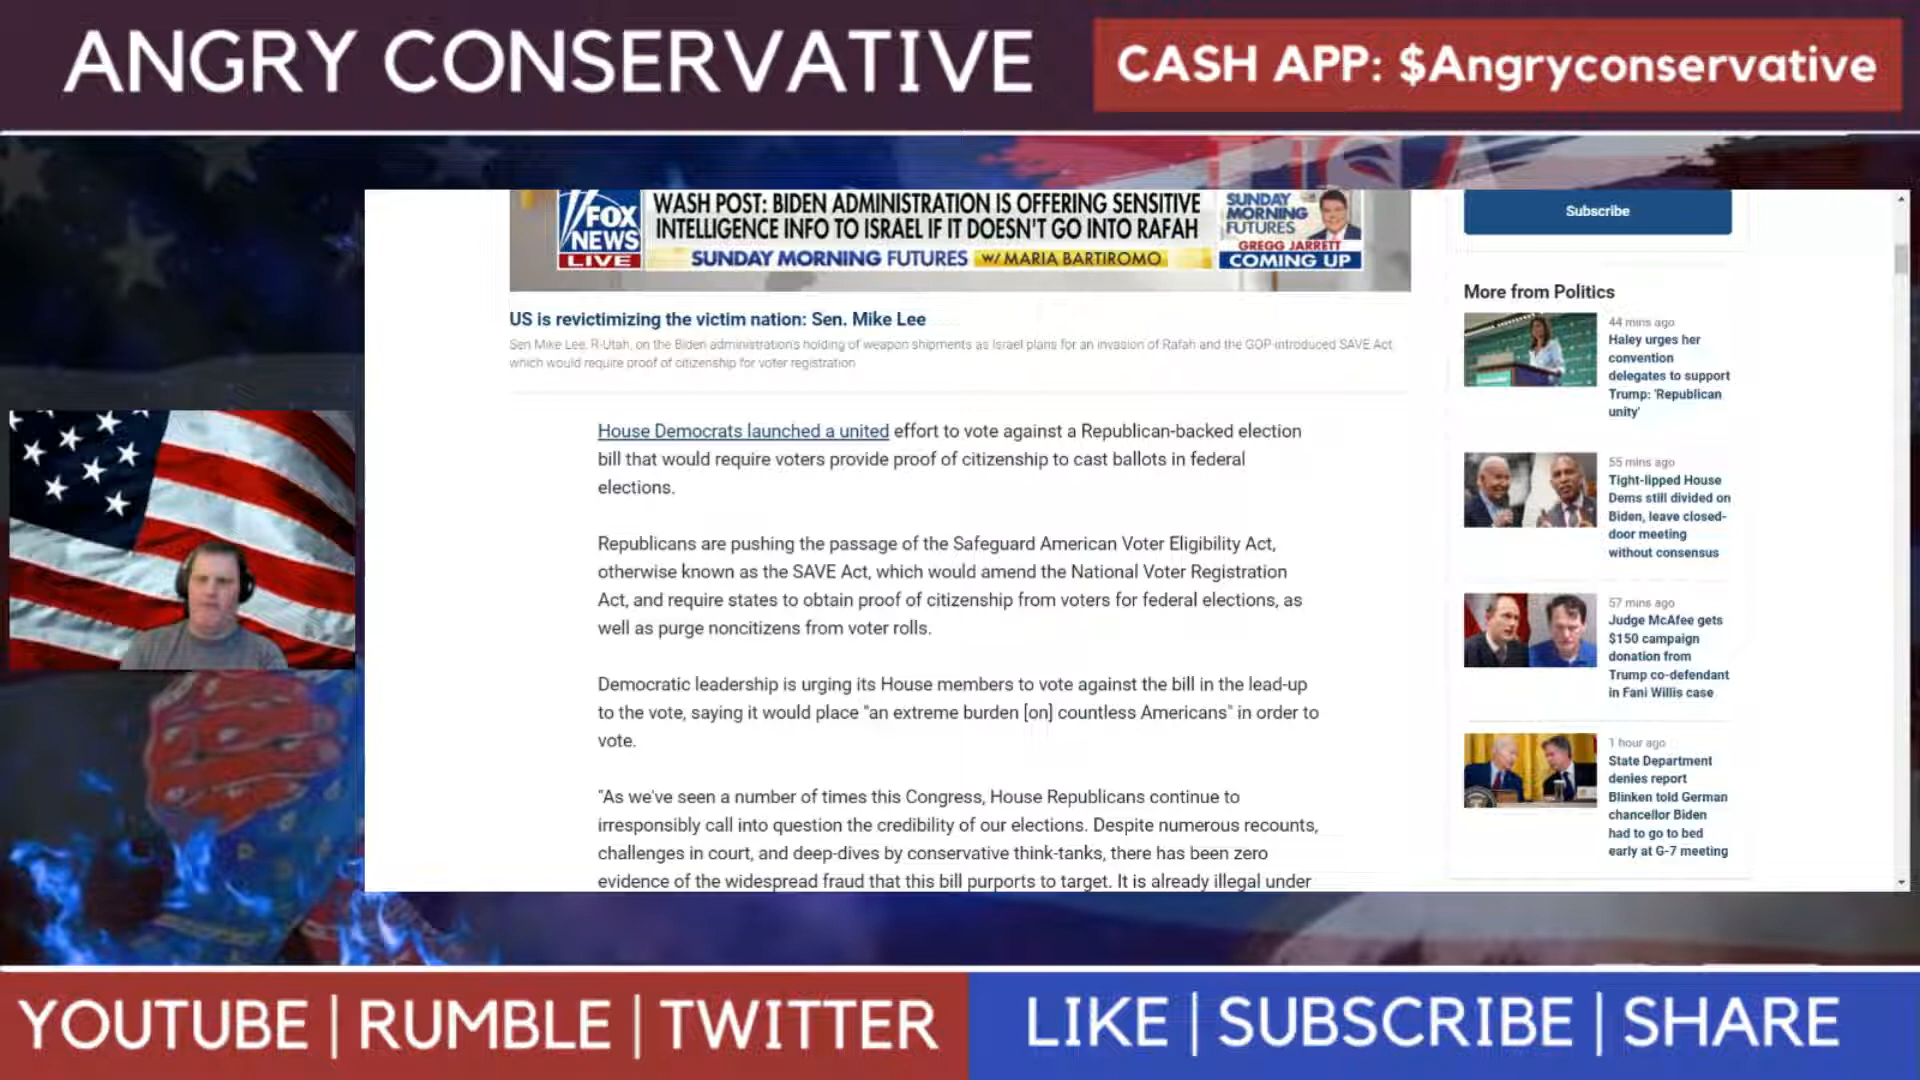 ANGRY CONSERVATIVE
CASH APP: $Angryconservative
USA
FOX
NEWS
LIVE
WASH POST: BIDEN ADMINISTRATION IS OFFERING SENSITIVE
INTELLIGENCE INFO TO ISRAEL IF IT DOESN'T GO INTO RAFAH
SUNDAY MORNING FUTURES W/ MARIA BARTIROMO
SUNDAY
MORNING
FUTURES
GREGG JARRETT
COMING UP
US is revictimizing the victim nation: Sen. Mike Lee
Sen Mike Lee, R-Utah, on the Biden administration's holding of weapon shipments as Israel plans for an invasion of Rafah and the GOP-introduced SAVE Act,
which would require proof of citizenship for voter registration
House Democrats launched a united effort to vote against a Republican-backed election
bill that would require voters provide proof of citizenship to cast ballots in federal
elections.
Republicans are pushing the passage of the Safeguard American Voter Eligibility Act,
otherwise known as the SAVE Act, which would amend the National Voter Registration
Act, and require states to obtain proof of citizenship from voters for federal elections, as
well as purge noncitizens from voter rolls.
Democratic leadership is urging its House members to vote against the bill in the lead-up
to the vote, saying it would place "an extreme burden [on] countless Americans" in order to
vote.
"As we've seen a number of times this Congress, House Republicans continue to
irresponsibly call into question the credibility of our elections. Despite numerous recounts,
challenges in court, and deep-dives by conservative think-tanks, there has been zero
evidence of the widespread fraud that this bill purports to target. It is already illegal under
Subscribe
More from Politics
44 mins ago
Haley urges her
convention
delegates to support
Trump: 'Republican
unity'
55 mins ago
Tight-lipped House
Dems still divided on
Biden, leave closed-
door meeting
without consensus
57 mins ago
Judge McAfee gets
$150 campaign
donation from
Trump co-defendant
in Fani Willis case
1 hour ago
State Department
denies report
Blinken told German
chancellor Biden
had to go to bed
early at G-7 meeting
YOUTUBE | RUMBLE | TWITTER
LIKE | SUBSCRIBE | SHARE